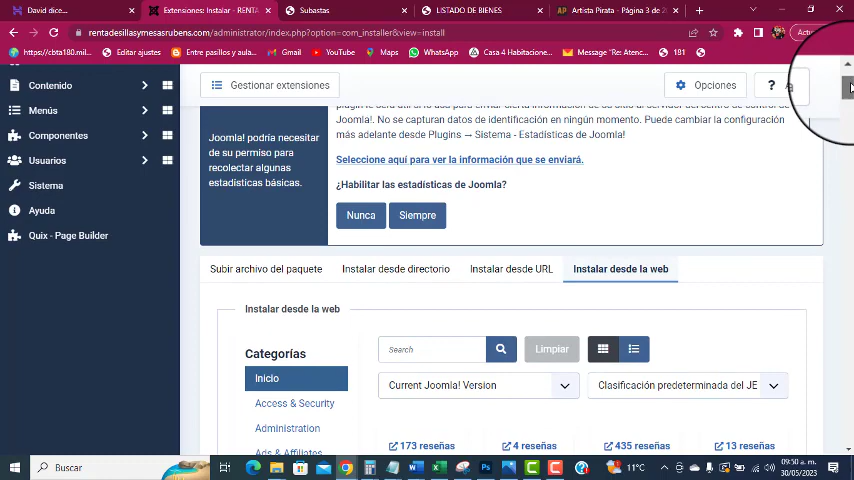 David dice...
Extensiones: Instalar - RENTA
Subastas
LISTADO DE BIENES
Artista Pirata - Página 3 de 20
rentadesillasymesasrubens.com/administrator/index.php?option=com_installer&view=install
https://cbta180.mil...
Editar ajustes
Entre pasillos y aulas...
Gmail
YouTube
Maps
WhatsApp
Casa 4 Habitacione...
Message "Re: Atenc...
181
Contenido
Menús
Componentes
Usuarios
Sistema
Ayuda
Quix - Page Builder
Gestionar extensiones
Opciones
?
Joomla! podría necesitar
de su permiso para
recolectar algunas
estadísticas básicas.
Joomla!. No se capturan datos de identificación en ningún momento. Puede cambiar la configuración
más adelante desde Plugins → Sistema - Estadísticas de Joomla!
Seleccione aquí para ver la información que se enviará.
¿Habilitar las estadísticas de Joomla?
Nunca
Siempre
Subir archivo del paquete
Instalar desde directorio
Instalar desde URL
Instalar desde la web
Instalar desde la web
Categorías
Inicio
Access & Security
Administration
Ads & Affiliates
Search
Limpiar
Current Joomla! Version
Clasificación predeterminada del JE
173 reseñas
4 reseñas
435 reseñas
13 reseñas
Buscar
11°C
09:50 a. m.
30/05/2023